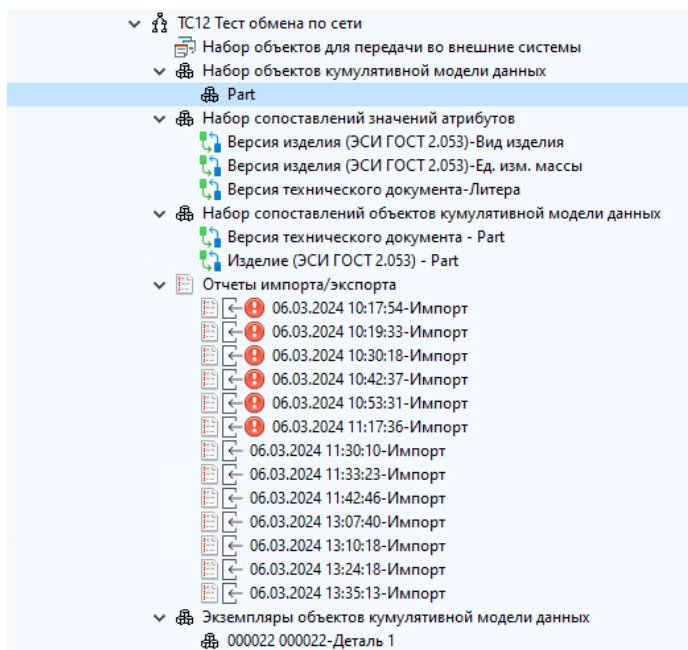 TC12 Тест обмена по сети
Набор объектов для передачи во внешние системы
Набор объектов кумулятивной модели данных
Part
Набор сопоставлений значений атрибутов
Версия изделия (ЭСИ ГОСТ 2.053)-Вид изделия
Версия изделия (ЭСИ ГОСТ 2.053)-Ед. изм. массы
Версия технического документа-Литера
Набор сопоставлений объектов кумулятивной модели данных
Версия технического документа - Part
Изделие (ЭСИ ГОСТ 2.053) - Part
Отчеты импорта/экспорта
06.03.2024 10:17:54-Импорт
06.03.2024 10:19:33-Импорт
06.03.2024 10:30:18-Импорт
06.03.2024 10:42:37-Импорт
06.03.2024 10:53:31-Импорт
06.03.2024 11:17:36-Импорт
06.03.2024 11:30:10-Импорт
06.03.2024 11:33:23-Импорт
06.03.2024 11:42:46-Импорт
06.03.2024 13:07:40-Импорт
06.03.2024 13:10:18-Импорт
06.03.2024 13:24:18-Импорт
06.03.2024 13:35:13-Импорт
Экземпляры объектов кумулятивной модели данных
000022 000022-Деталь 1